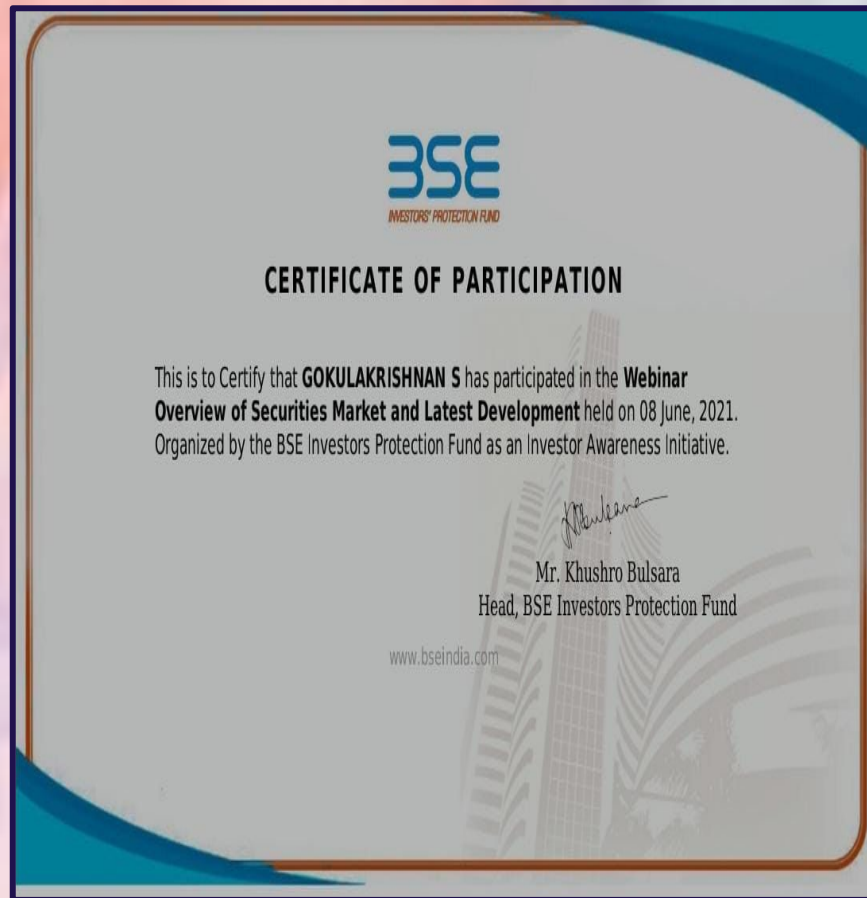 BSE
INVESTORS' PROTECTION FUND
CERTIFICATE OF PARTICIPATION
This is to Certify that GOKULAKRISHNAN S has participated in the Webinar
Overview of Securities Market and Latest Development held on 08 June, 2021.
Organized by the BSE Investors Protection Fund as an Investor Awareness Initiative.
Mr. Khushro Bulsara
Head, BSE Investors Protection Fund
www.bseindia.com